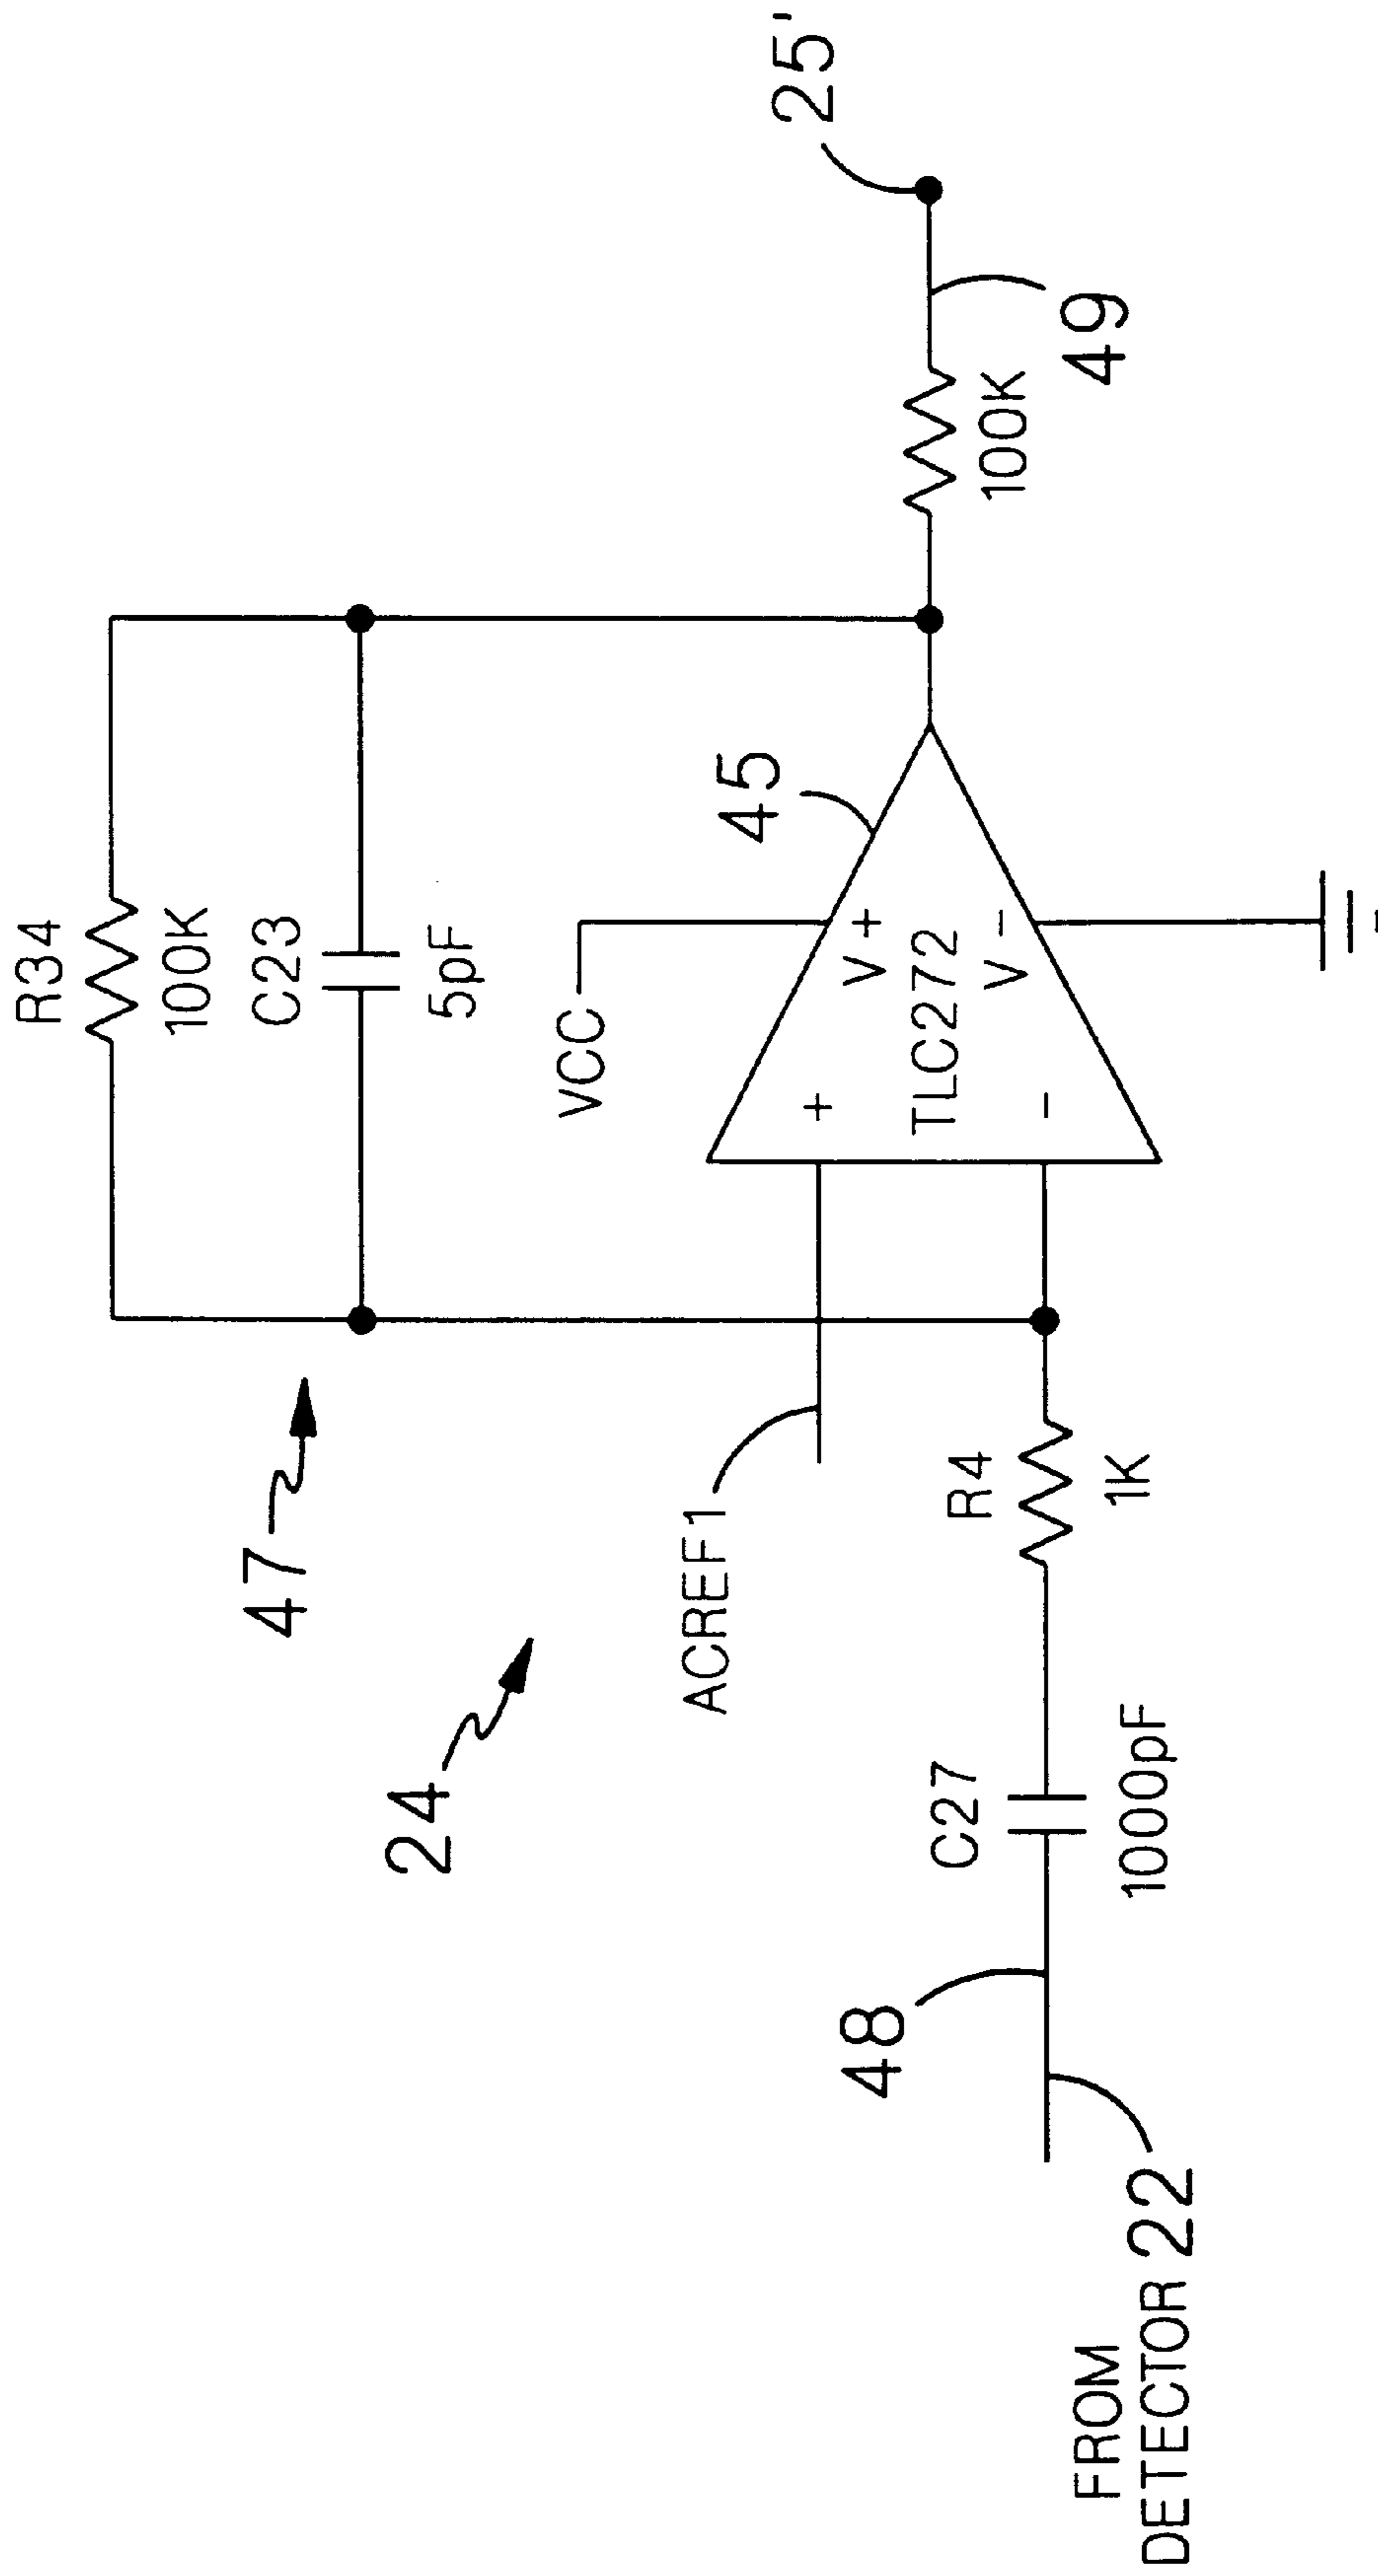 R34
100K
C23
5pF
47
24
VCC
45
25'
ACREF1
+
V+
TLC272
-
V-
100K
49
48
C27
1000pF
R4
1K
FROM
DETECTOR 22